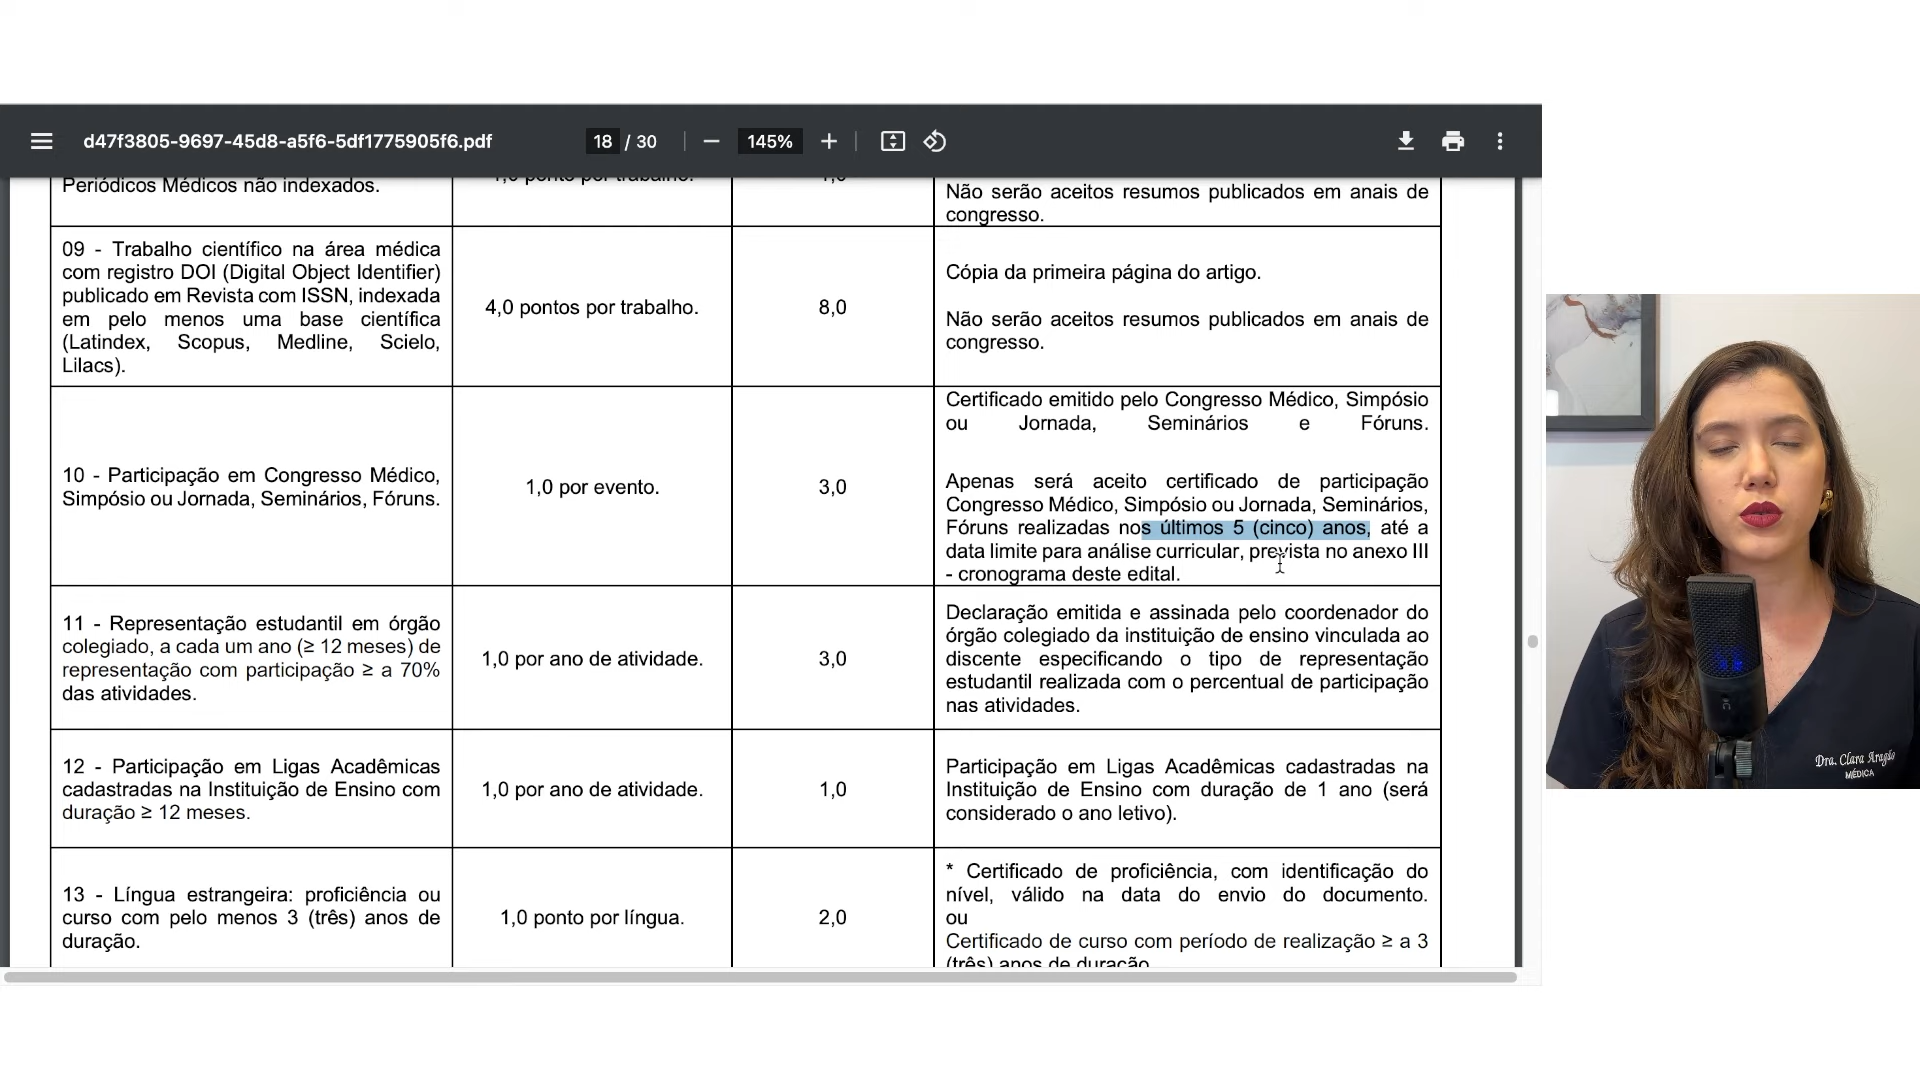 d47f3805-9697-45d8-a5f6-5df1775905f6.pdf
18 / 30
145%
Periódicos Médicos não indexados.
1,0 ponto por trabalho.
1,0
Não serão aceitos resumos publicados em anais de
congresso.
09 - Trabalho científico na área médica
com registro DOI (Digital Object Identifier)
publicado em Revista com ISSN, indexada
em pelo menos uma base científica
(Latindex, Scopus, Medline, Scielo,
Lilacs).
4,0 pontos por trabalho.
8,0
Cópia da primeira página do artigo.
Não serão aceitos resumos publicados em anais de
congresso.
10 - Participação em Congresso Médico,
Simpósio ou Jornada, Seminários, Fóruns.
1,0 por evento.
3,0
Certificado emitido pelo Congresso Médico, Simpósio
ou Jornada, Seminários e Fóruns.
Apenas será aceito certificado de participação
Congresso Médico, Simpósio ou Jornada, Seminários,
Fóruns realizadas nos últimos 5 (cinco) anos, até a
data limite para análise curricular, prevista no anexo III
- cronograma deste edital.
11 - Representação estudantil em órgão
colegiado, a cada um ano (≥ 12 meses) de
representação com participação ≥ a 70%
das atividades.
1,0 por ano de atividade.
3,0
Declaração emitida e assinada pelo coordenador do
órgão colegiado da instituição de ensino vinculada ao
discente especificando o tipo de representação
estudantil realizada com o percentual de participação
nas atividades.
12 - Participação em Ligas Acadêmicas
cadastradas na Instituição de Ensino com
duração ≥ 12 meses.
1,0 por ano de atividade.
1,0
Participação em Ligas Acadêmicas cadastradas na
Instituição de Ensino com duração de 1 ano (será
considerado o ano letivo).
13 - Língua estrangeira: proficiência ou
curso com pelo menos 3 (três) anos de
duração.
1,0 ponto por língua.
2,0
* Certificado de proficiência, com identificação do
nível, válido na data do envio do documento.
ou
Certificado de curso com período de realização ≥ a 3
(três) anos de duração
Dra. Clara Aragão
MÉDICA